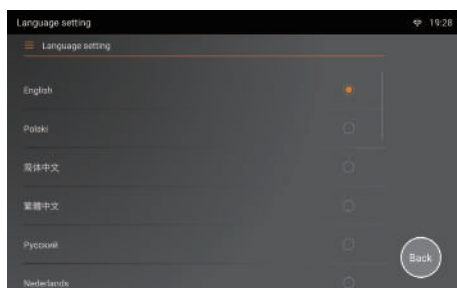 Language setting 19:28
Language setting
English
Polski
简体中文
繁體中文
Русский
Back
Nederlands